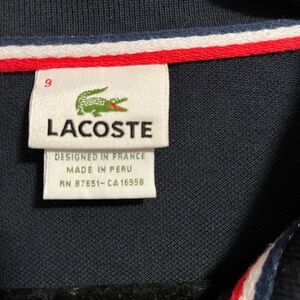 9
LACOSTE
DESIGNED IN FRANCE
MADE IN PERU
RN 87651-CA 16998